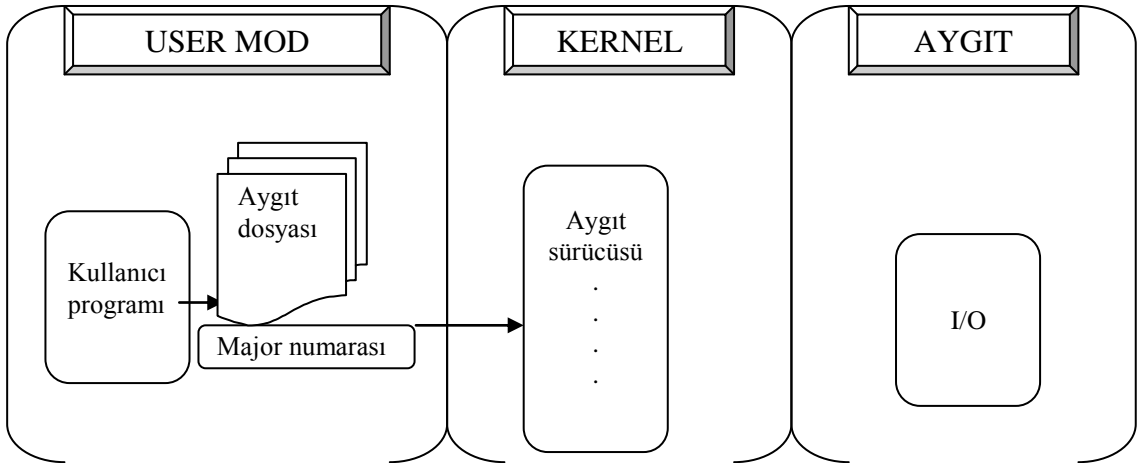 USER MOD
KERNEL
AYGIT
Aygıt
dosyası
Kullanıcı
programı
Major numarası
Aygıt
sürücüsü
.
.
.
.
I/O